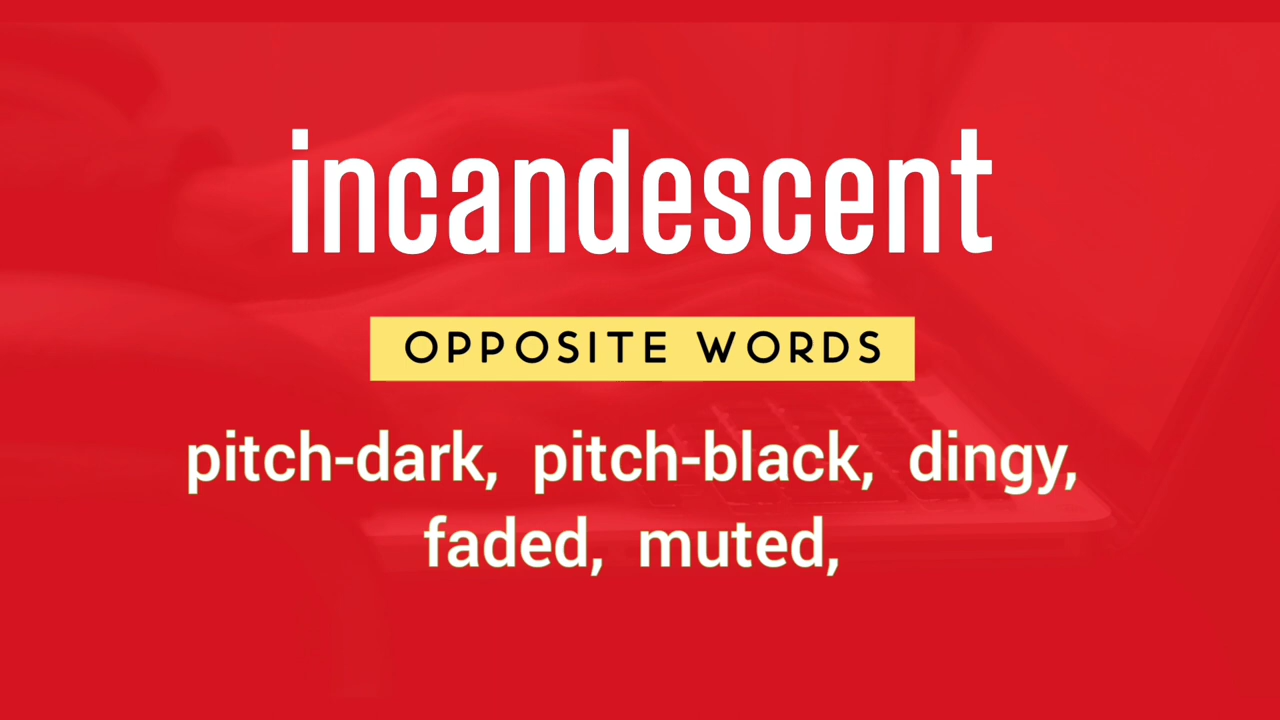 incandescent
OPPOSITE WORDS
pitch-dark, pitch-black, dingy,
faded, muted,